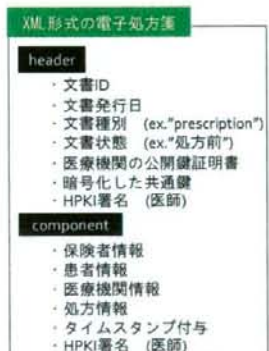 XML形式の電子処方箋
header
・文書ID
・文書発行日
・文書種別 (ex."prescription")
・文書状態 (ex."処方前")
・医療機関の公開鍵証明書
・暗号化した共通鍵
・HPKI署名 (医師)
component
・保険者情報
・患者情報
・医療機関情報
・処方情報
・タイムスタンプ付与
・HPKI署名 (医師)